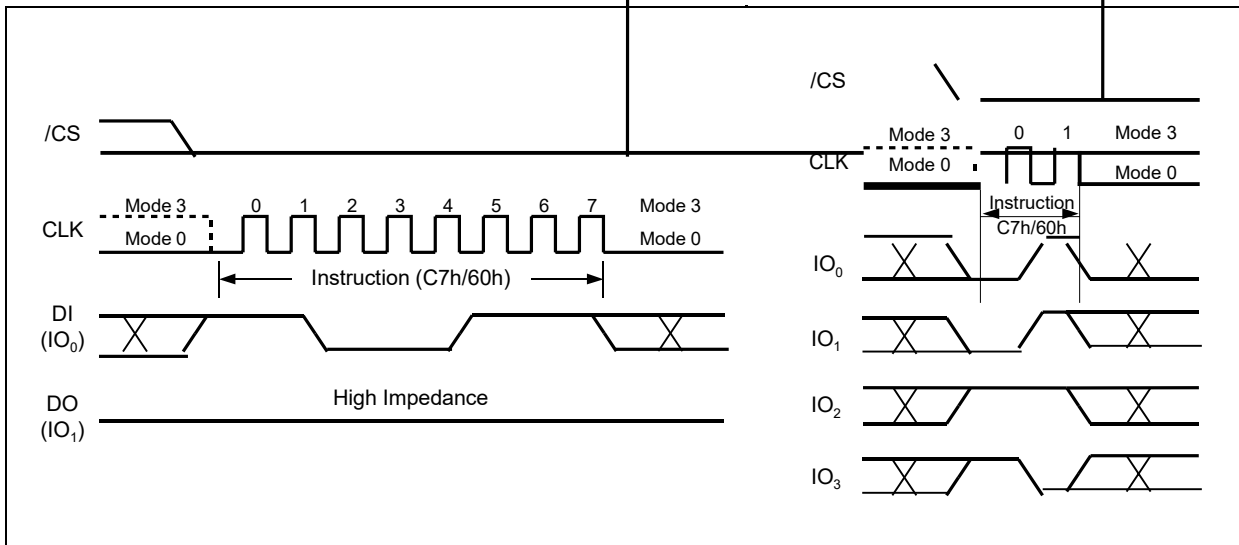 /CS
Mode 3 0 1 2 3 4 5 6 7 Mode 3
CLK
Mode 0 Mode 0
Instruction (C7h/60h)
DI
(IO0)
High Impedance
DO
(IO1)
/CS
Mode 3 0 1 Mode 3
CLK
Mode 0 Mode 0
Instruction
C7h/60h
IO0
IO1
IO2
IO3